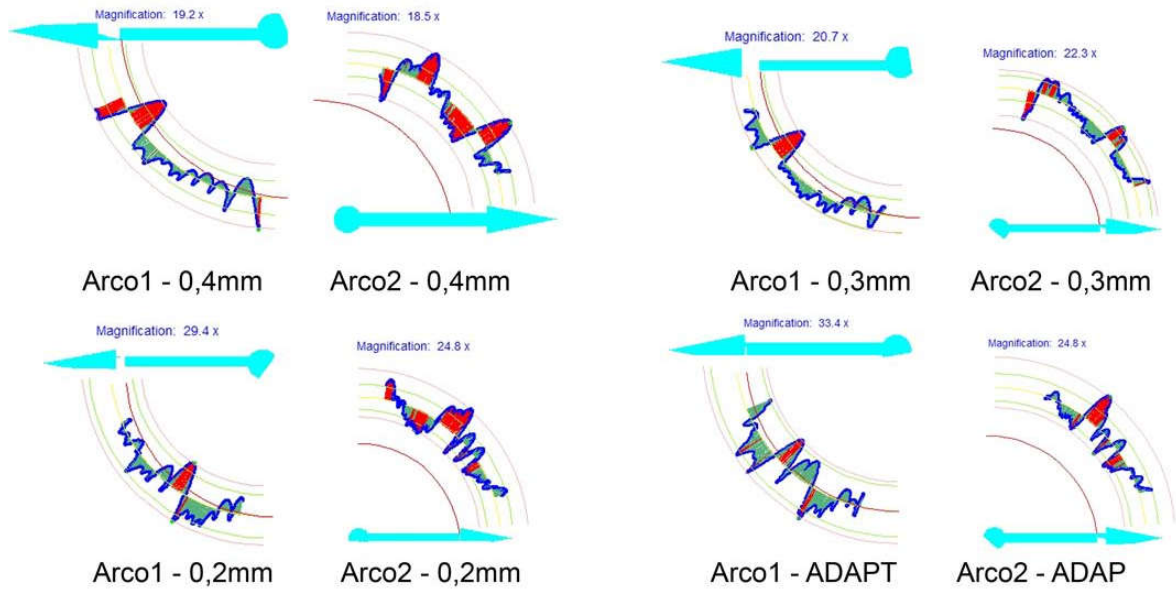 Magnification: 19.2 x
Magnification: 18.5 x
Magnification: 20.7 x
Magnification: 22.3 x
Arco1 - 0,4mm
Arco2 - 0,4mm
Arco1 - 0,3mm
Arco2 - 0,3mm
Magnification: 29.4 x
Magnification: 24.8 x
Magnification: 33.4 x
Magnification: 24.8 x
Arco1 - 0,2mm
Arco2 - 0,2mm
Arco1 - ADAPT
Arco2 - ADAP